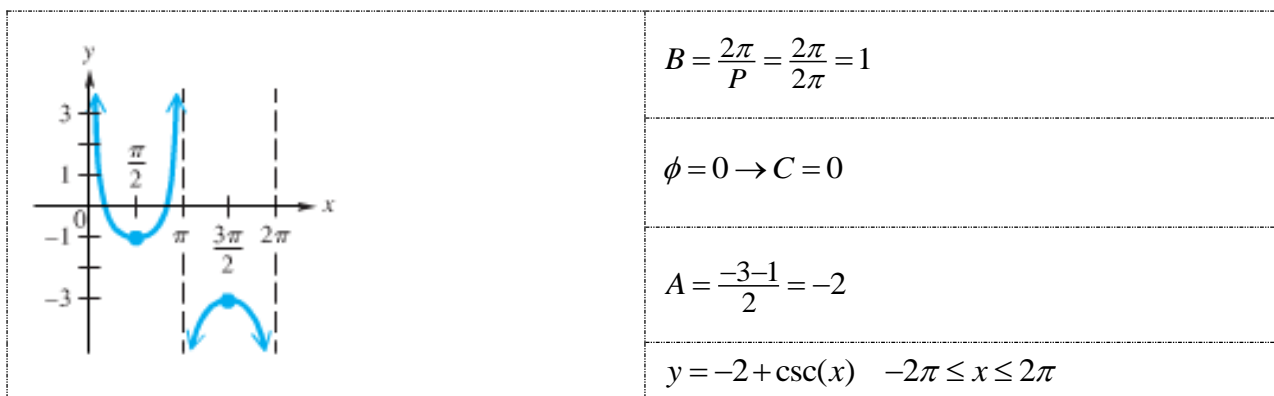 y
3
π/2
1
0
x
−1
π 3π/2 2π
−3
B = 2π/P = 2π/2π = 1
ϕ = 0 → C = 0
A = −3−1/2 = −2
y = −2 + csc(x) −2π ≤ x ≤ 2π